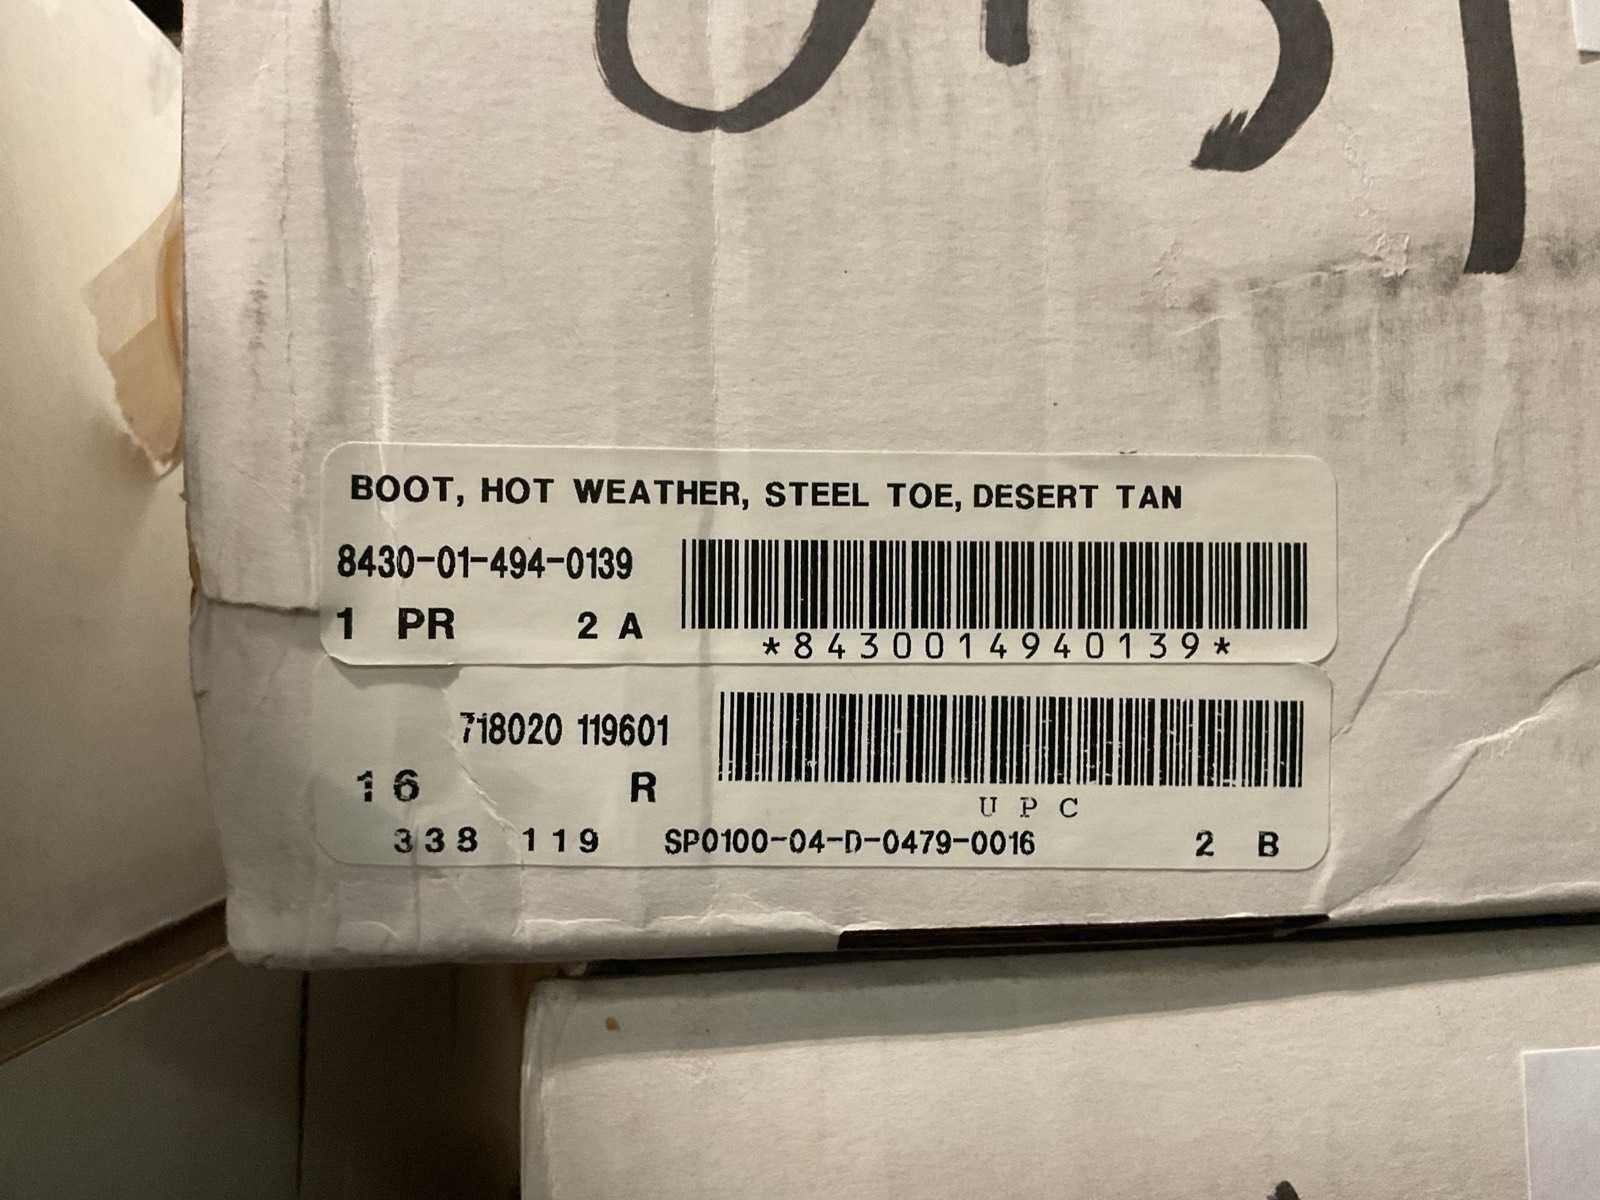 BOOT, HOT WEATHER, STEEL TOE, DESERT TAN
8430-01-494-0139
1 PR 2 A
*8430014940139*
718020 119601
16 R
UPC
338 119 SP0100-04-D-0479-0016 2 B